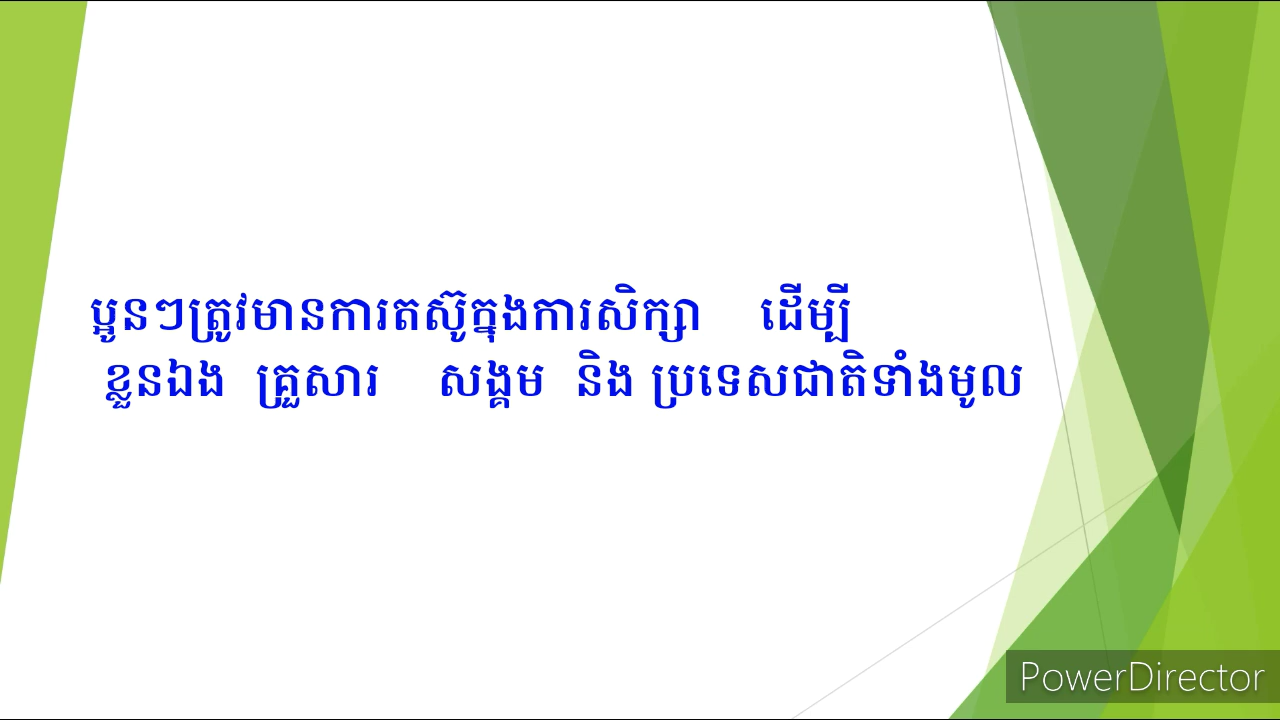 ប្អូនៗត្រូវមានការតស៊ូក្នុងការសិក្សា ដើម្បី
ខ្លួនឯង គ្រួសារ សង្គម និង ប្រទេសជាតិទាំងមូល
PowerDirector